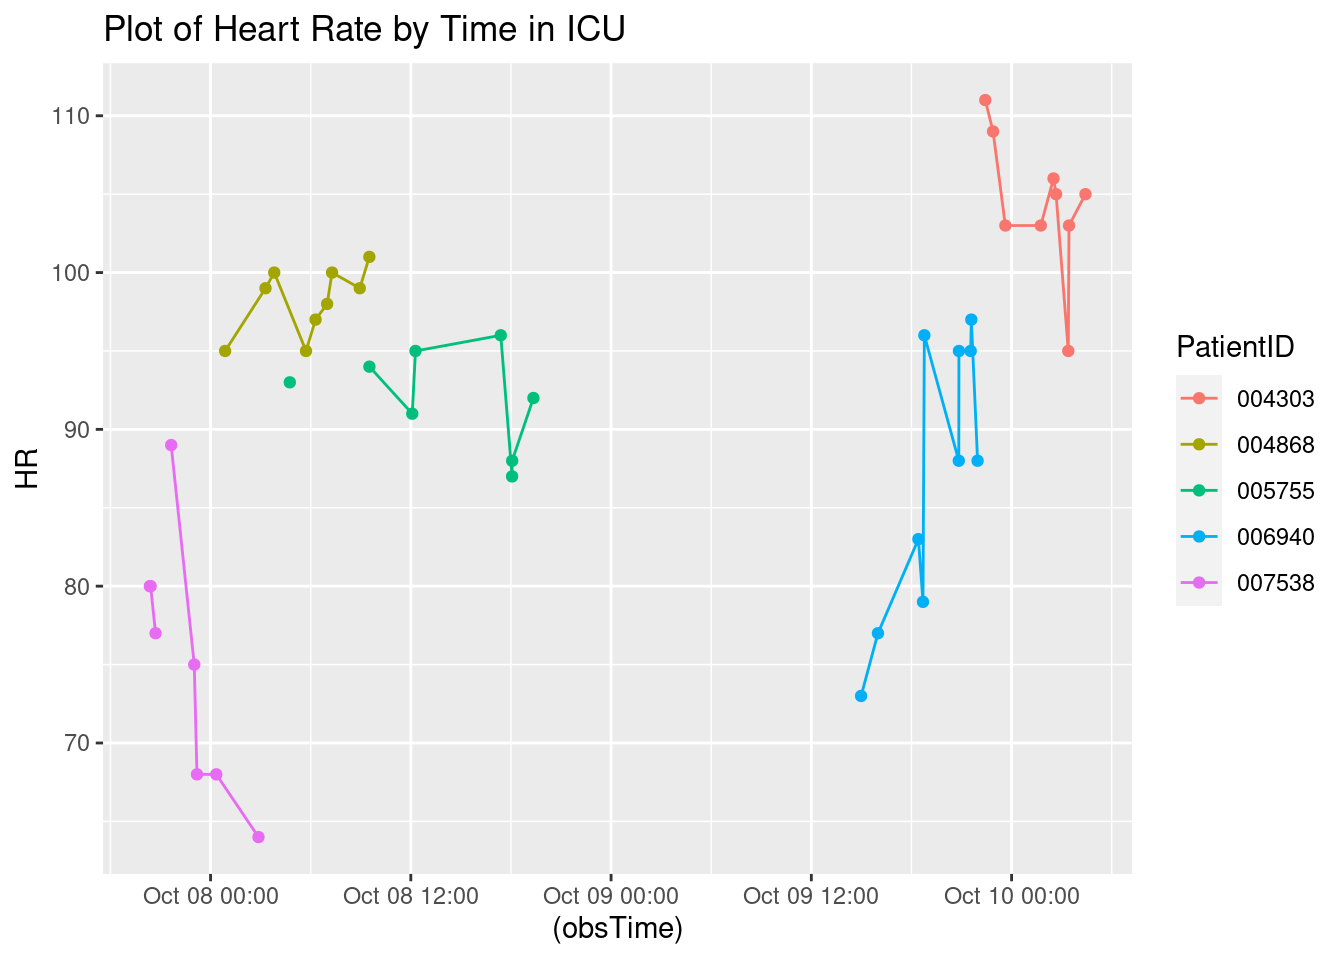 Plot of Heart Rate by Time in ICU
110
100
90
80
70
HR
Oct 08 00:00
Oct 08 12:00
Oct 09 00:00
Oct 09 12:00
Oct 10 00:00
(obsTime)
PatientID
004303
004868
005755
006940
007538